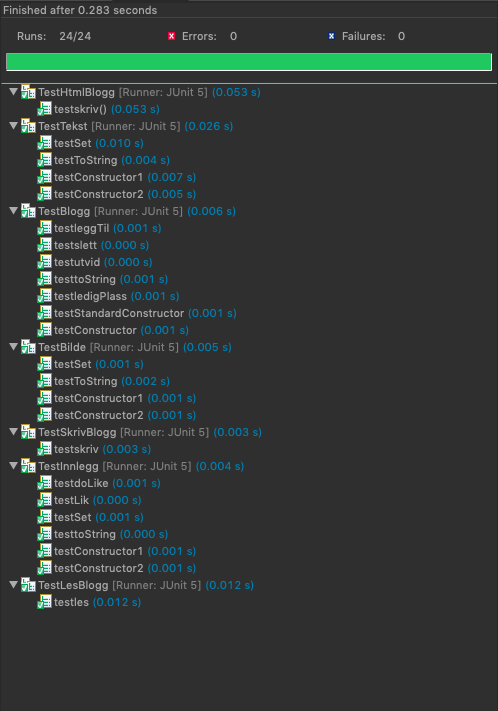 Finished after 0.283 seconds
Runs: 24/24 Errors: 0 Failures: 0
TestHtmlBlogg [Runner: JUnit 5] (0.053 s)
testskriv() (0.053 s)
TestTekst [Runner: JUnit 5] (0.026 s)
testSet (0.010 s)
testToString (0.004 s)
testConstructor1 (0.007 s)
testConstructor2 (0.005 s)
TestBlogg [Runner: JUnit 5] (0.006 s)
testleggTil (0.001 s)
testslett (0.000 s)
testutvid (0.000 s)
testtoString (0.001 s)
testledigPlass (0.001 s)
testStandardConstructor (0.001 s)
testConstructor (0.001 s)
TestBilde [Runner: JUnit 5] (0.005 s)
testSet (0.001 s)
testToString (0.002 s)
testConstructor1 (0.001 s)
testConstructor2 (0.001 s)
TestSkrivBlogg [Runner: JUnit 5] (0.003 s)
testskriv (0.003 s)
TestInnlegg [Runner: JUnit 5] (0.004 s)
testdoLike (0.001 s)
testLik (0.000 s)
testSet (0.001 s)
testtoString (0.000 s)
testConstructor1 (0.001 s)
testConstructor2 (0.001 s)
TestLesBlogg [Runner: JUnit 5] (0.012 s)
testles (0.012 s)